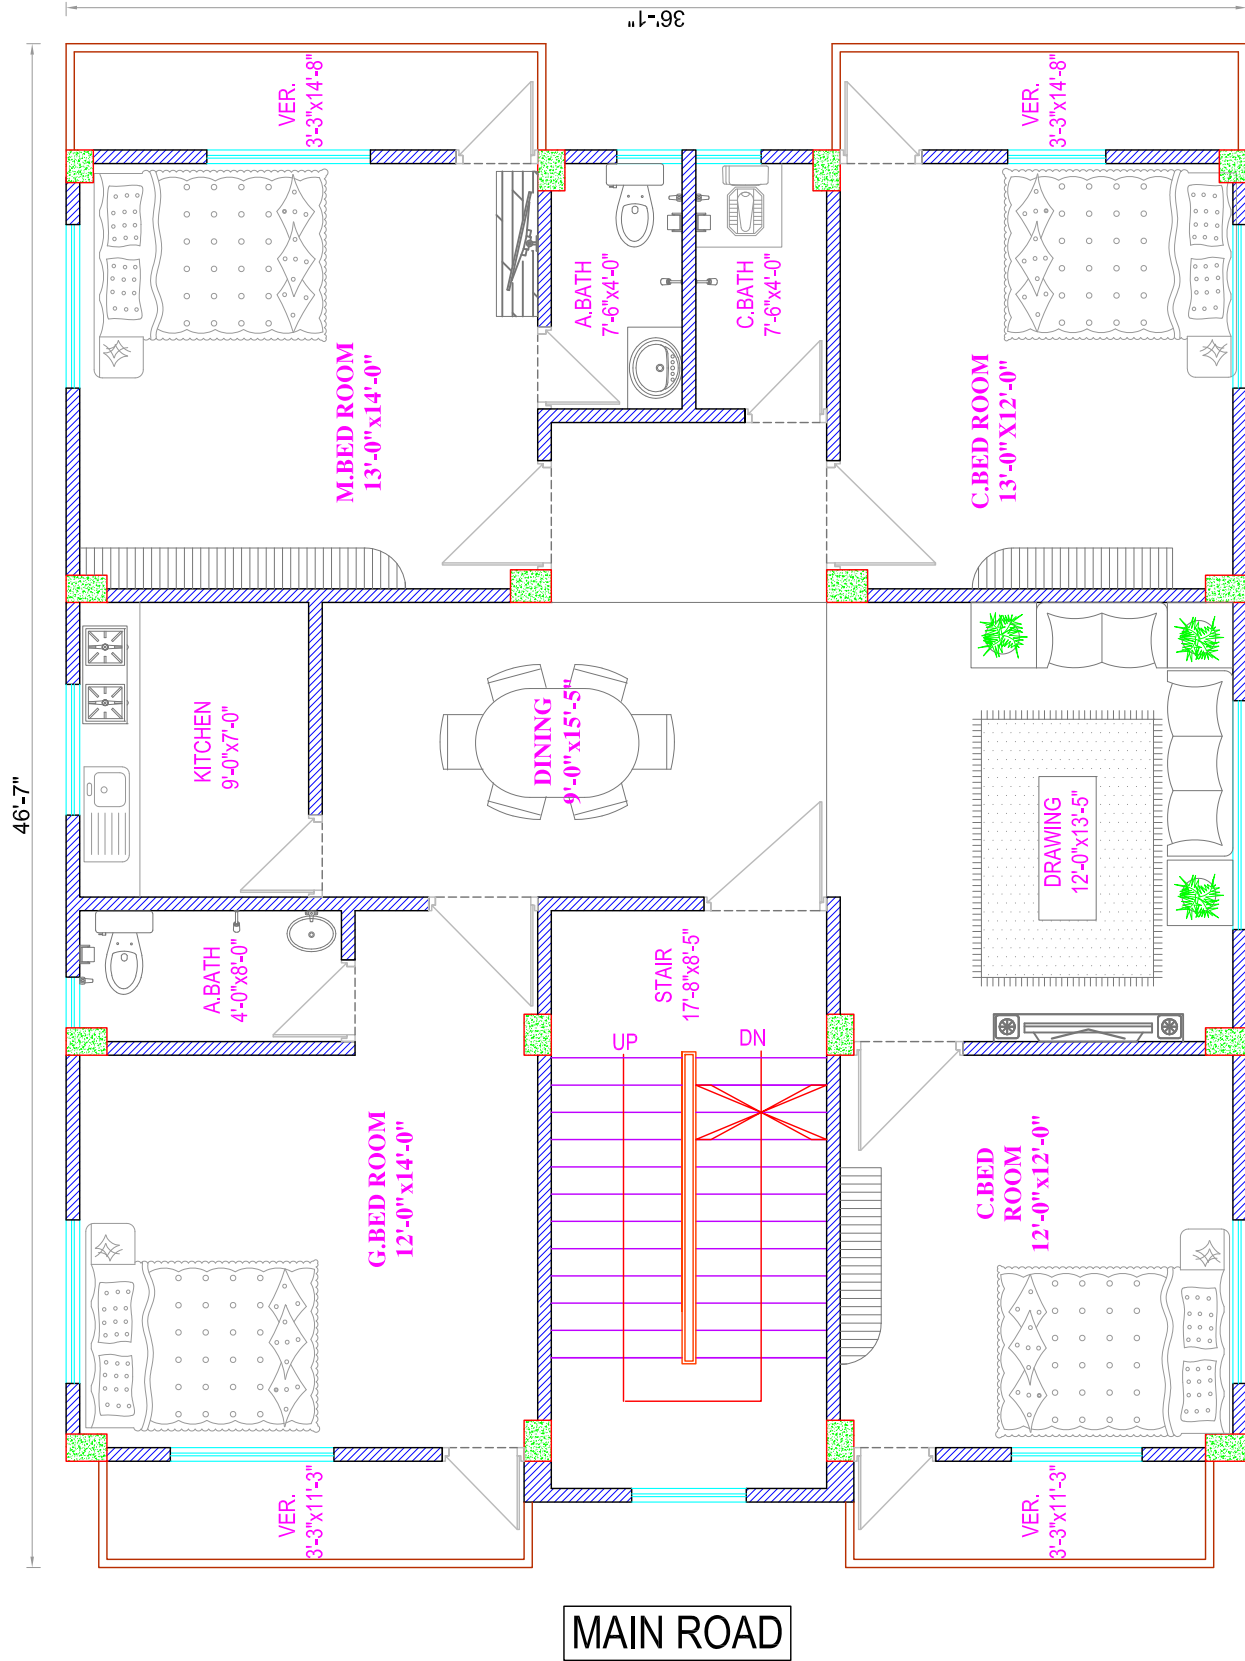 36'-1"
VER.
3'-3"x14'-8"
VER.
3'-3"x14'-8"
A.BATH
7'-6"x4'-0"
C.BATH
7'-6"x4'-0"
M.BED ROOM
13'-0"x14'-0"
C.BED ROOM
13'-0"X12'-0"
46'-7"
KITCHEN
9'-0"x7'-0"
DINING
9'-0"x15'-5"
DRAWING
12'-0"x13'-5"
A.BATH
4'-0"x8'-0"
STAIR
17'-8"x8'-5"
UP
DN
G.BED ROOM
12'-0"x14'-0"
C.BED
ROOM
12'-0"x12'-0"
VER.
3'-3"x11'-3"
VER.
3'-3"x11'-3"
MAIN ROAD